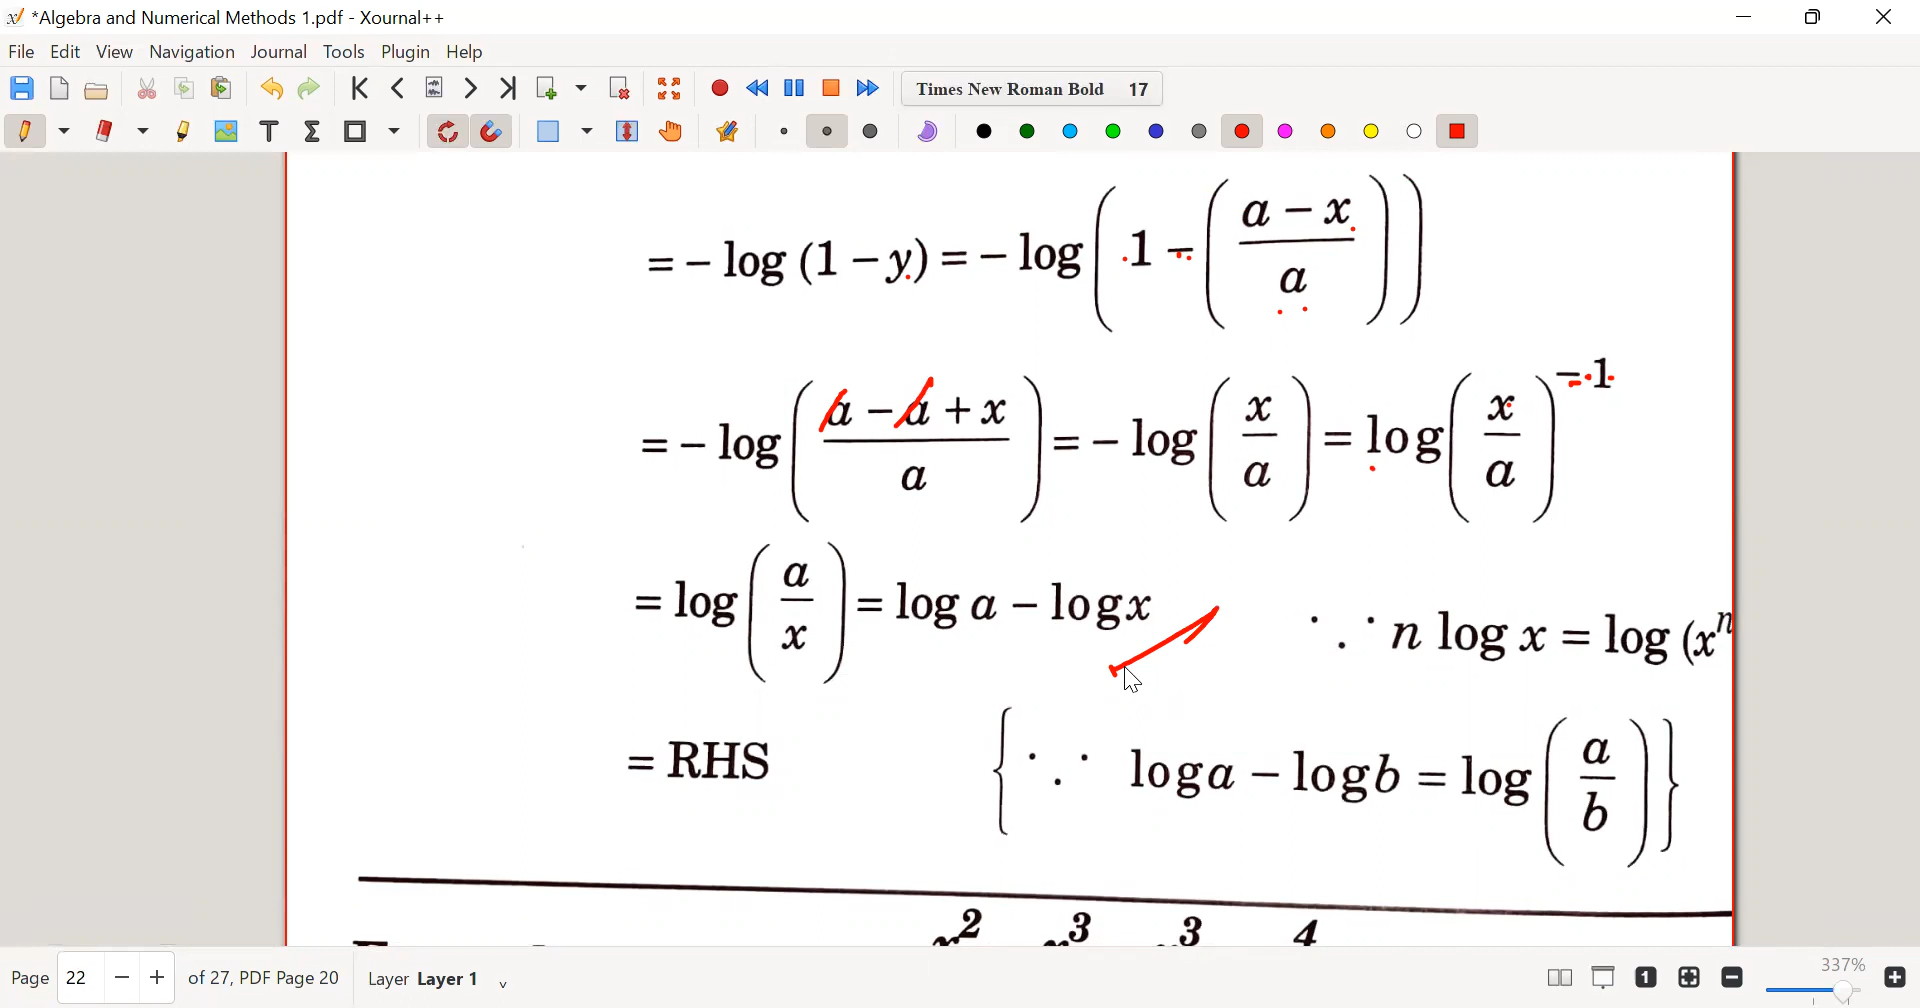 *Algebra and Numerical Methods 1.pdf - Xournal++
File Edit View Navigation Journal Tools Plugin Help
Times New Roman Bold 17
= − log (1 − y) = − log ( 1 − ( (a − x)/a ) )
= − log ( (a − a + x)/a ) = − log ( x/a ) = log ( x/a )⁻¹
= log ( a/x ) = log a − log x ∵ n log x = log (xⁿ
= RHS { ∵ log a − log b = log ( a/b ) }
Page 22 of 27, PDF Page 20 Layer Layer 1 337%